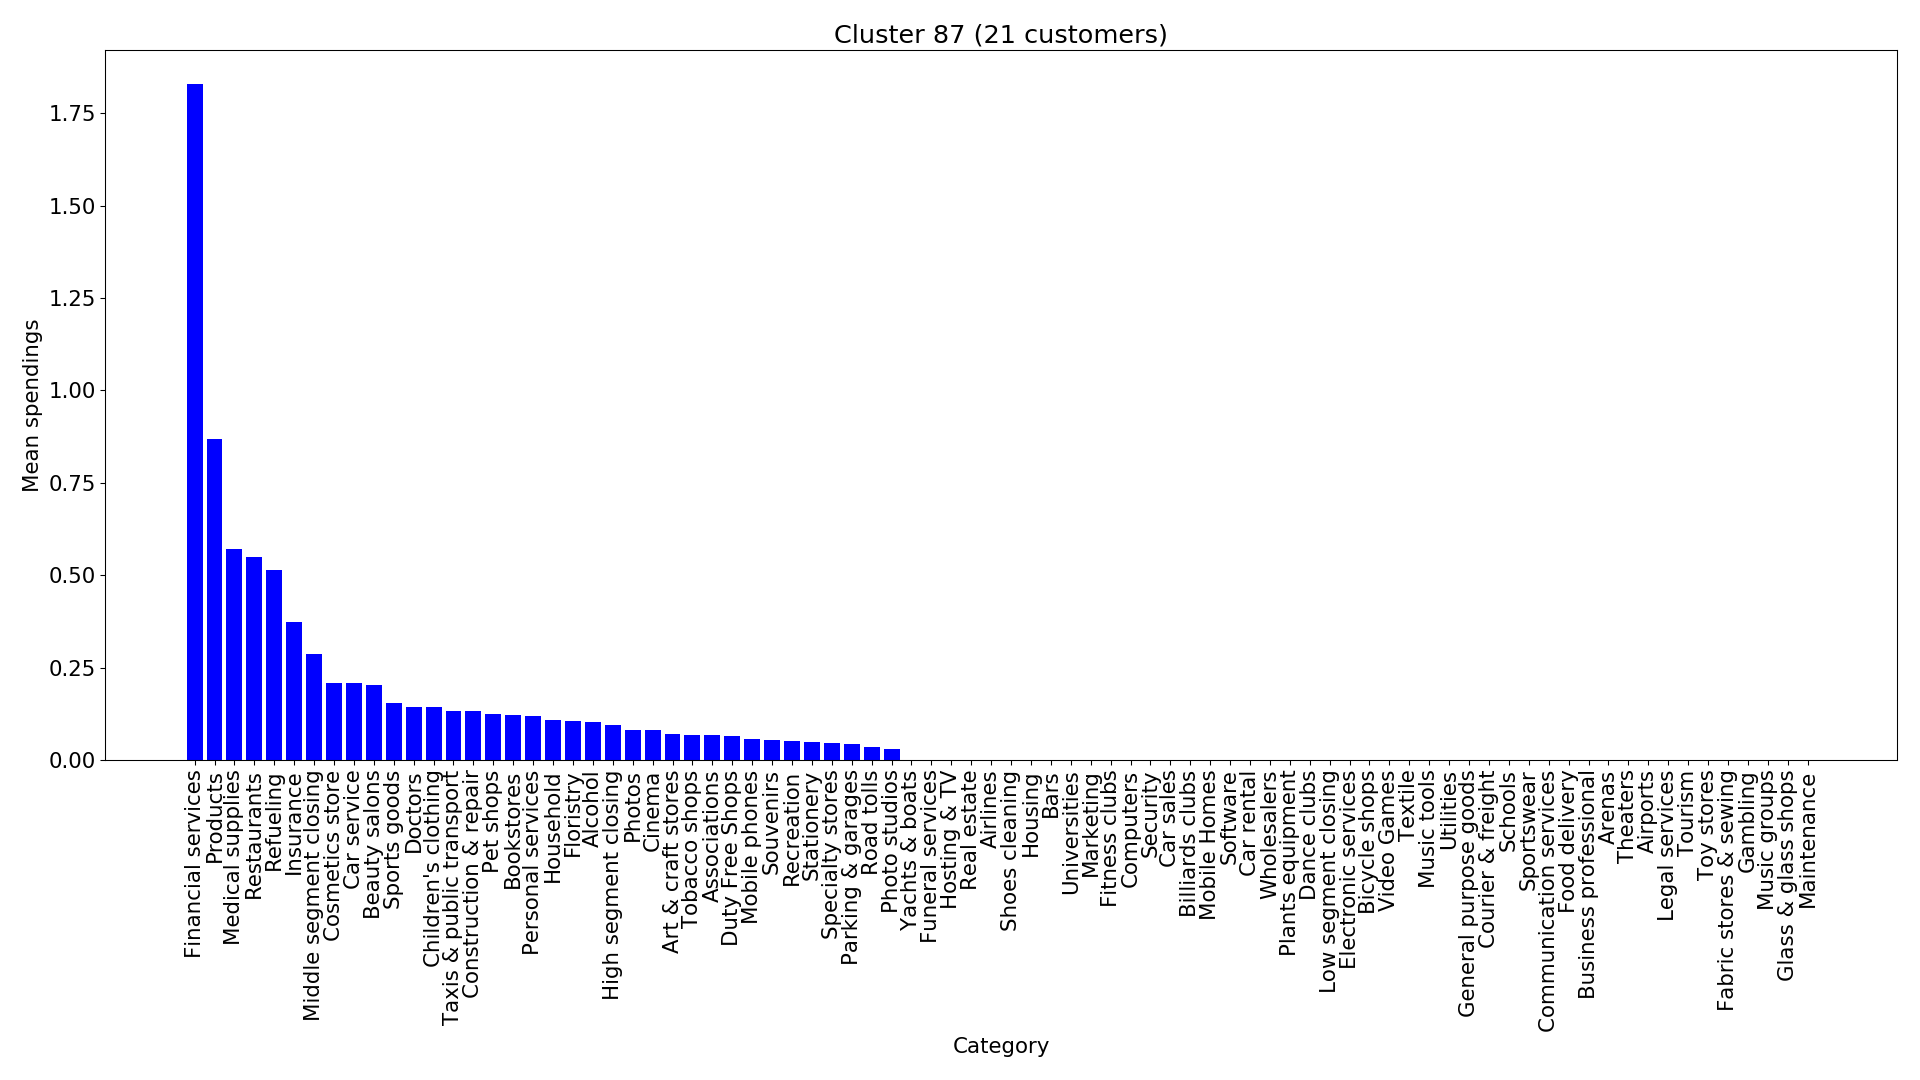 Cluster 87 (21 customers)
Mean spendings
1.75
1.50
1.25
1.00
0.75
0.50
0.25
0.00
Financial services
Products
Medical supplies
Restaurants
Refueling
Insurance
Middle segment closing
Cosmetics store
Car service
Beauty salons
Sports goods
Doctors
Children's clothing
Taxis & public transport
Construction & repair
Pet shops
Bookstores
Personal services
Household
Floristry
Alcohol
High segment closing
Photos
Cinema
Art & craft stores
Tobacco shops
Associations
Duty Free Shops
Mobile phones
Souvenirs
Recreation
Stationery
Specialty stores
Parking & garages
Road tolls
Photo studios
Yachts & boats
Funeral services
Hosting & TV
Real estate
Airlines
Shoes cleaning
Housing
Bars
Universities
Marketing
Fitness clubs
Computers
Security
Car sales
Billiards clubs
Mobile Homes
Software
Car rental
Wholesalers
Plants equipment
Dance clubs
Low segment closing
Electronic services
Bicycle shops
Video Games
Textile
Music tools
Utilities
General purpose goods
Courier & freight
Schools
Sportswear
Communication services
Food delivery
Business professional
Arenas
Theaters
Airports
Legal services
Tourism
Toy stores
Fabric stores & sewing
Gambling
Music groups
Glass & glass shops
Maintenance
Category